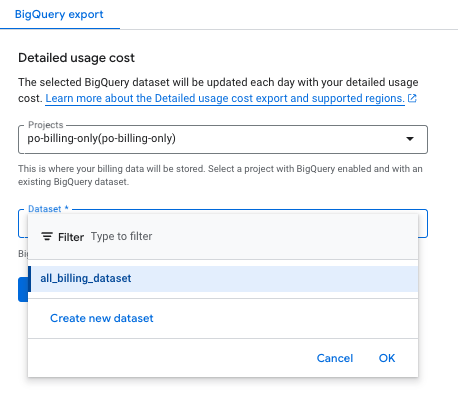 BigQuery export
Detailed usage cost
The selected BigQuery dataset will be updated each day with your detailed usage
cost. Learn more about the Detailed usage cost export and supported regions.
Projects
po-billing-only(po-billing-only)
This is where your billing data will be stored. Select a project with BigQuery enabled and with an
existing BigQuery dataset.
Dataset *
Filter Type to filter
all_billing_dataset
Create new dataset
Cancel OK